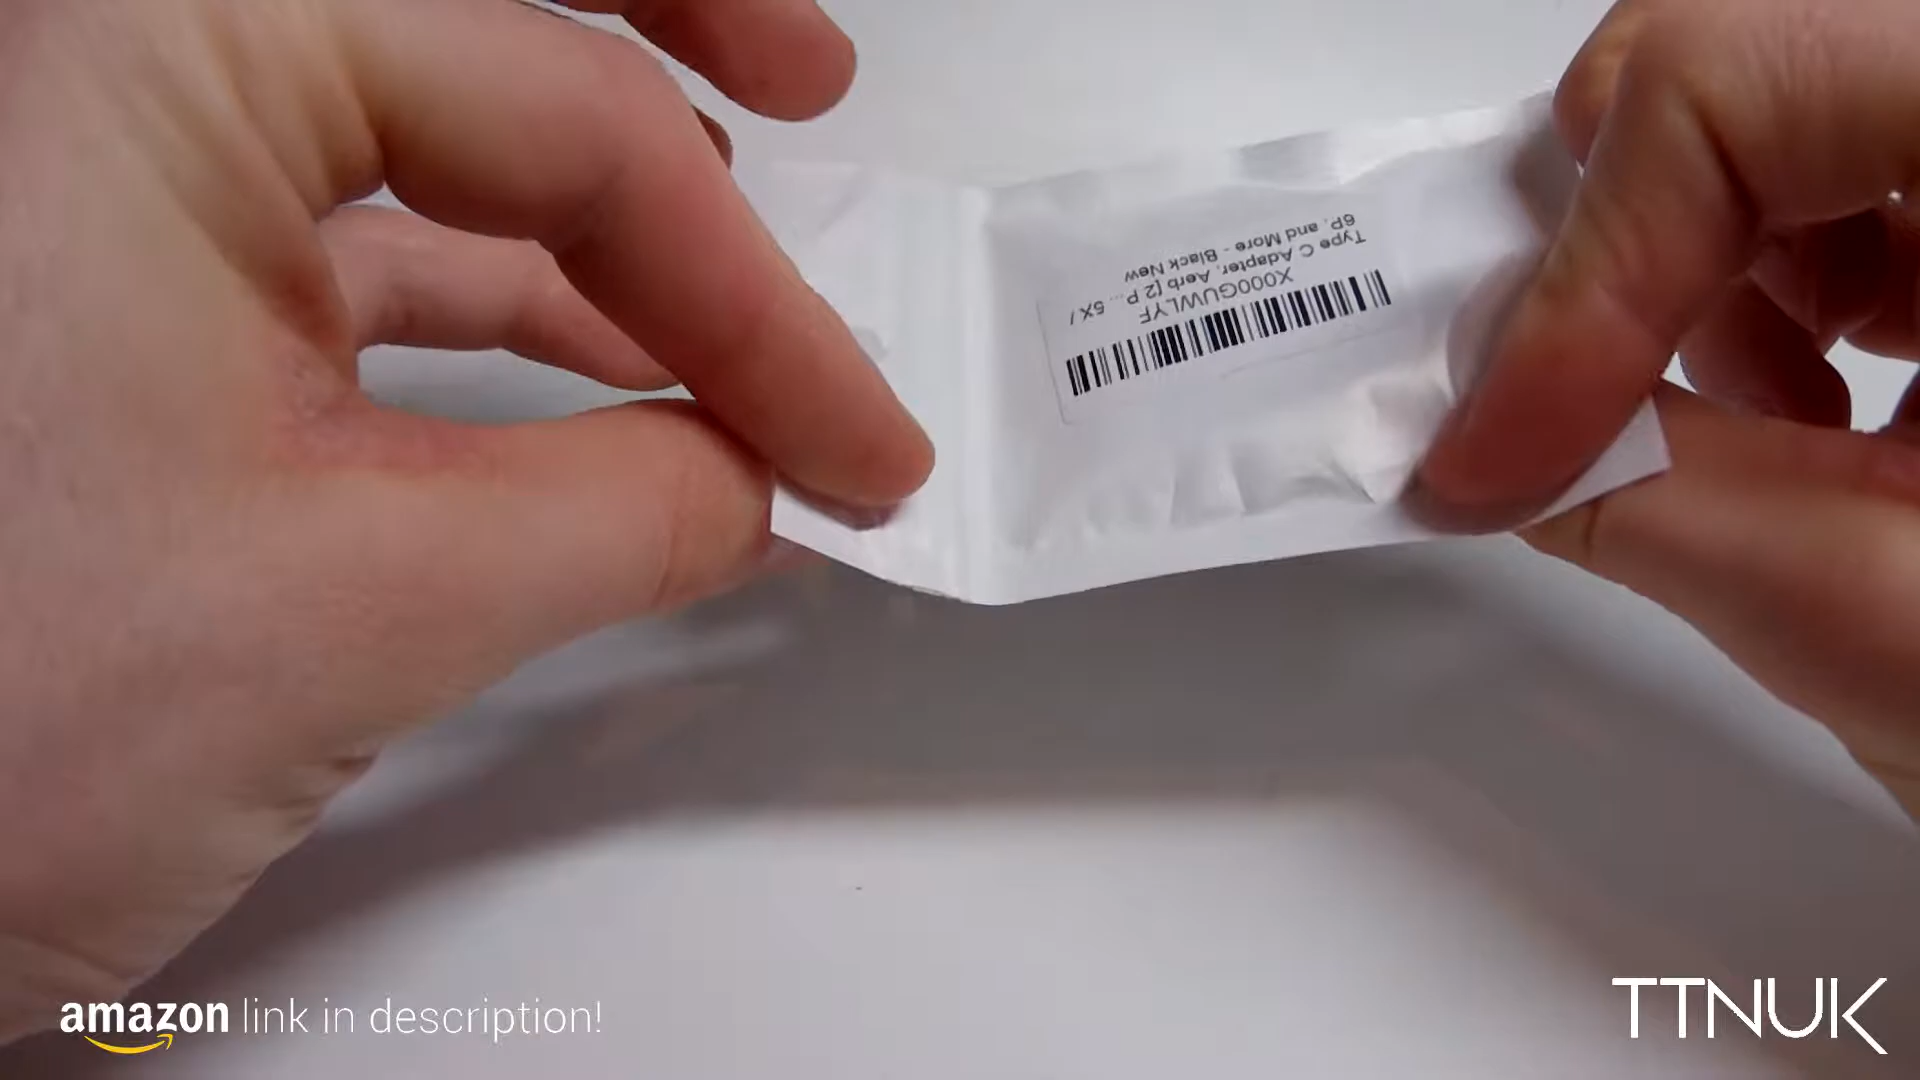 X000GUWLYF
Type C Adapter, Aerb [2 P... 5X /
6P, and More - Black New
amazon link in description!
TTNUK